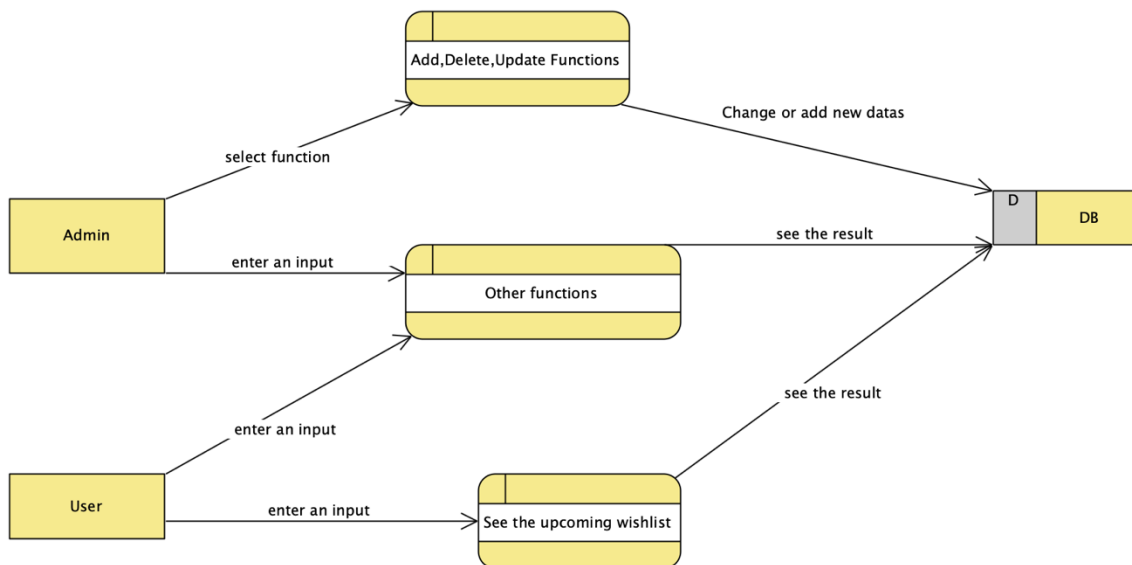 Add,Delete,Update Functions
Change or add new datas
select function
D
DB
Admin
see the result
enter an input
Other functions
see the result
enter an input
User
enter an input
See the upcoming wishlist